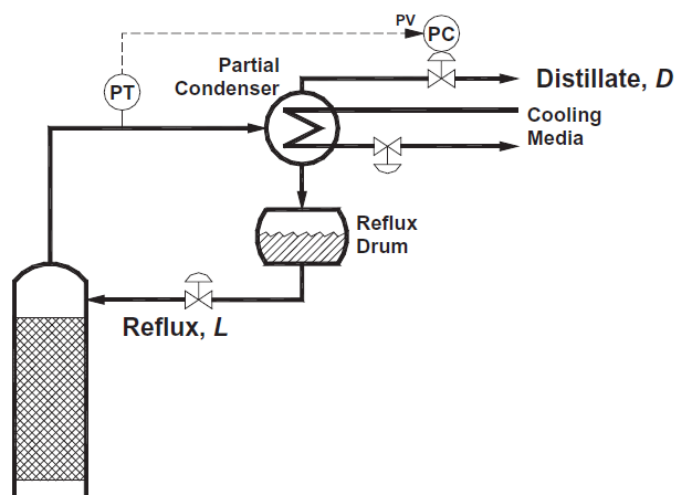 PV
PC
Partial
Condenser
PT
Distillate, D
Cooling
Media
Reflux
Drum
Reflux, L